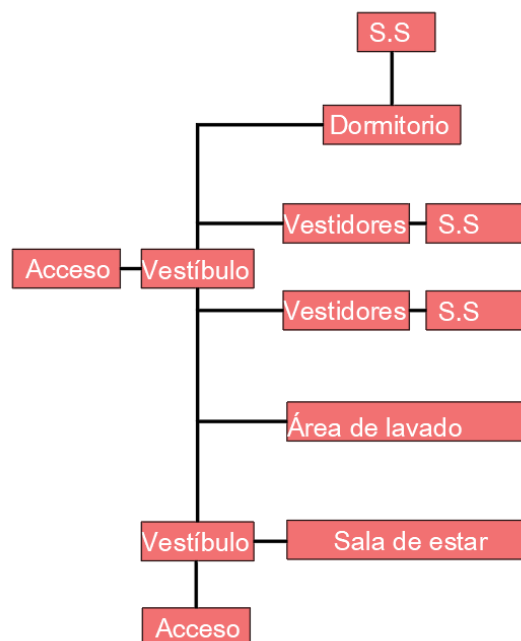 S.S
Dormitorio
Vestidores
S.S
Acceso
Vestíbulo
Vestidores
S.S
Área de lavado
Vestíbulo
Sala de estar
Acceso